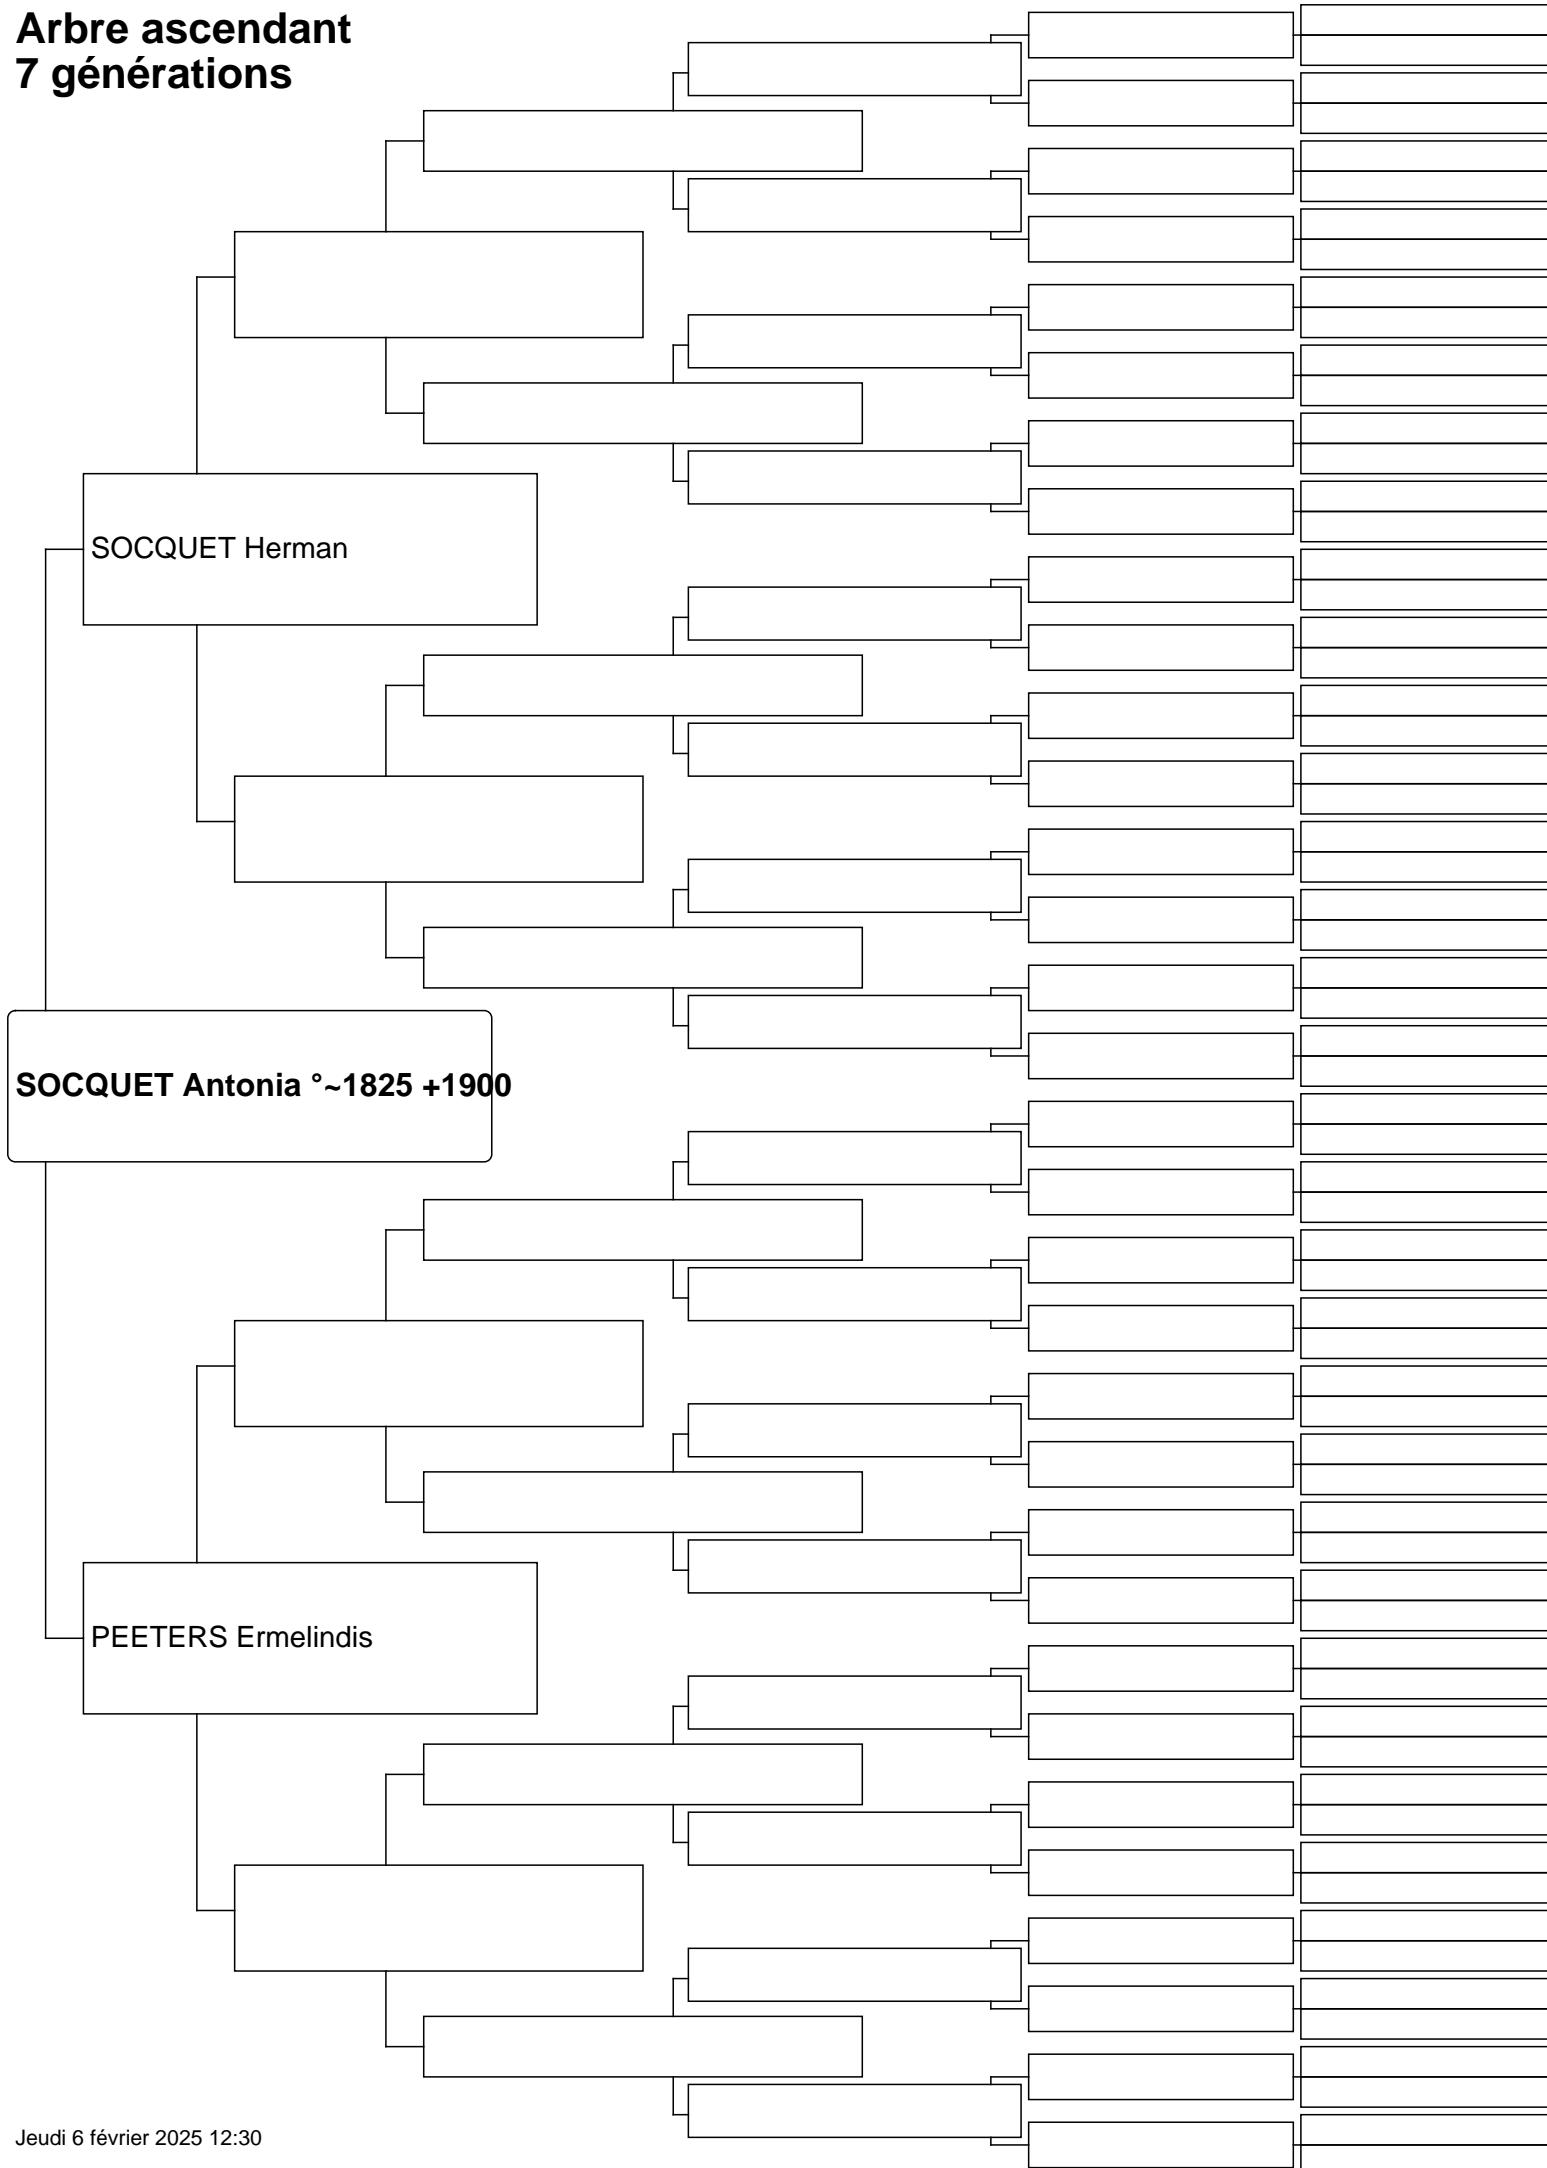 Arbre ascendant
7 générations
SOCQUET Herman
SOCQUET Antonia °~1825 +1900
PEETERS Ermelindis
Jeudi 6 février 2025 12:30